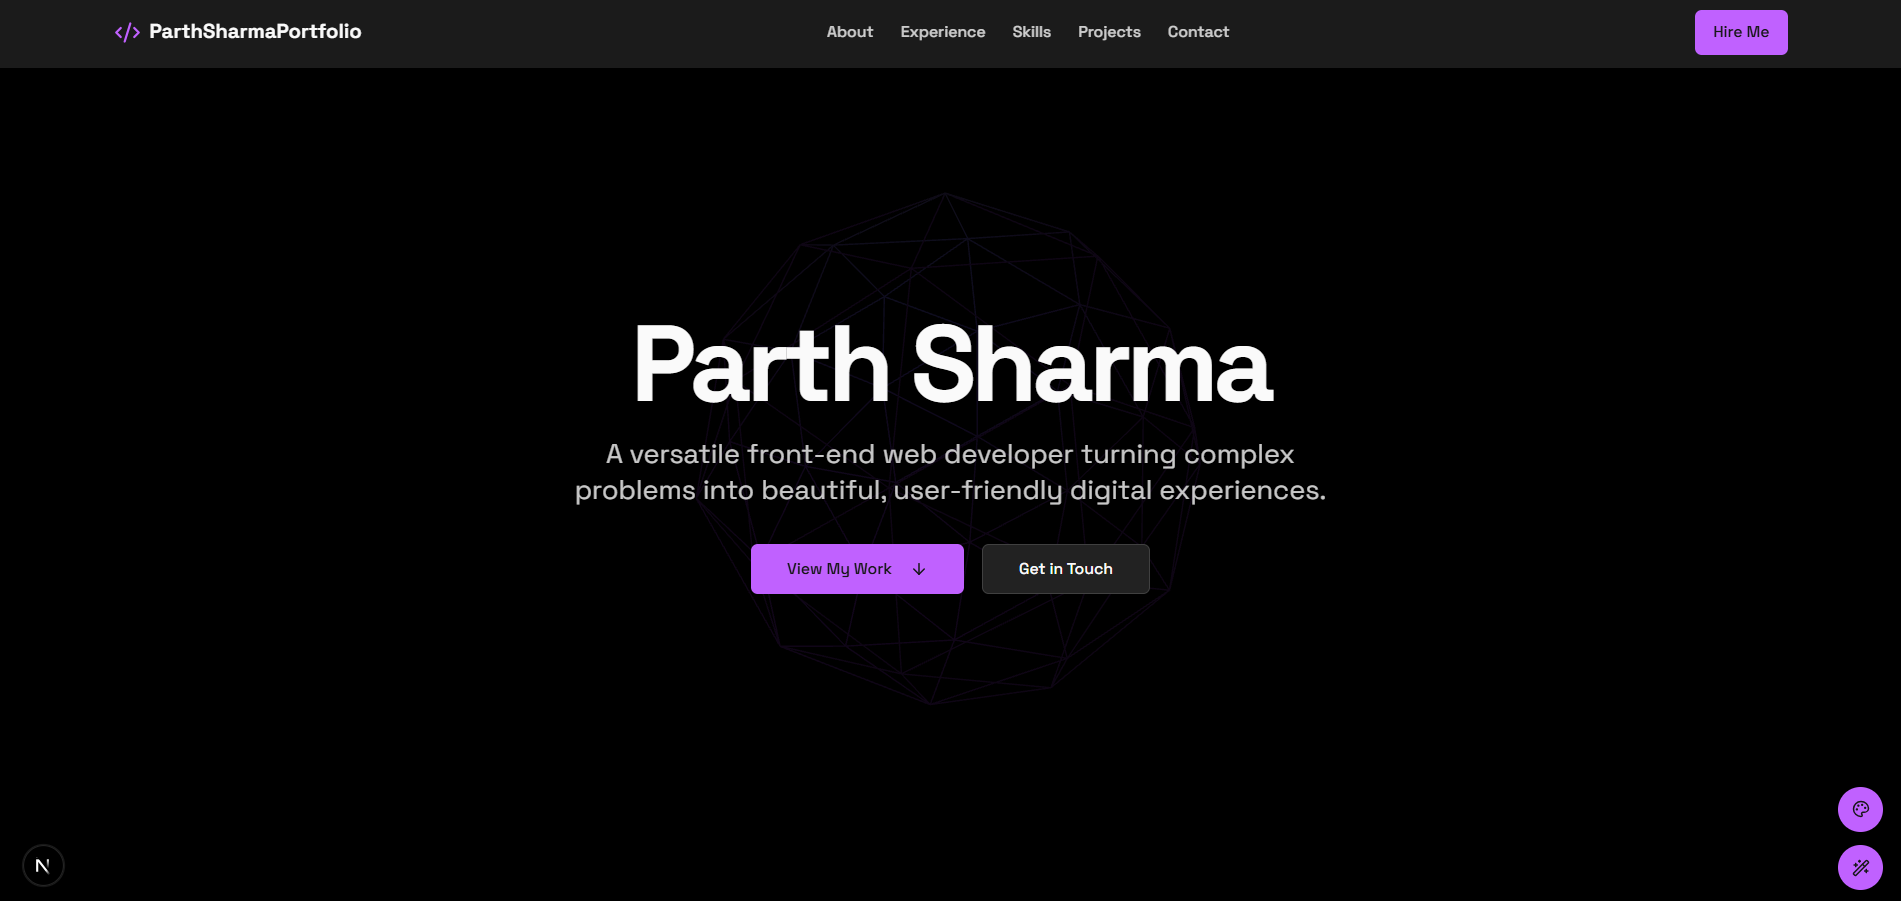 ParthSharmaPortfolio
About
Experience
Skills
Projects
Contact
Hire Me
Parth Sharma
A versatile front-end web developer turning complex
problems into beautiful, user-friendly digital experiences.
View My Work
Get in Touch
N